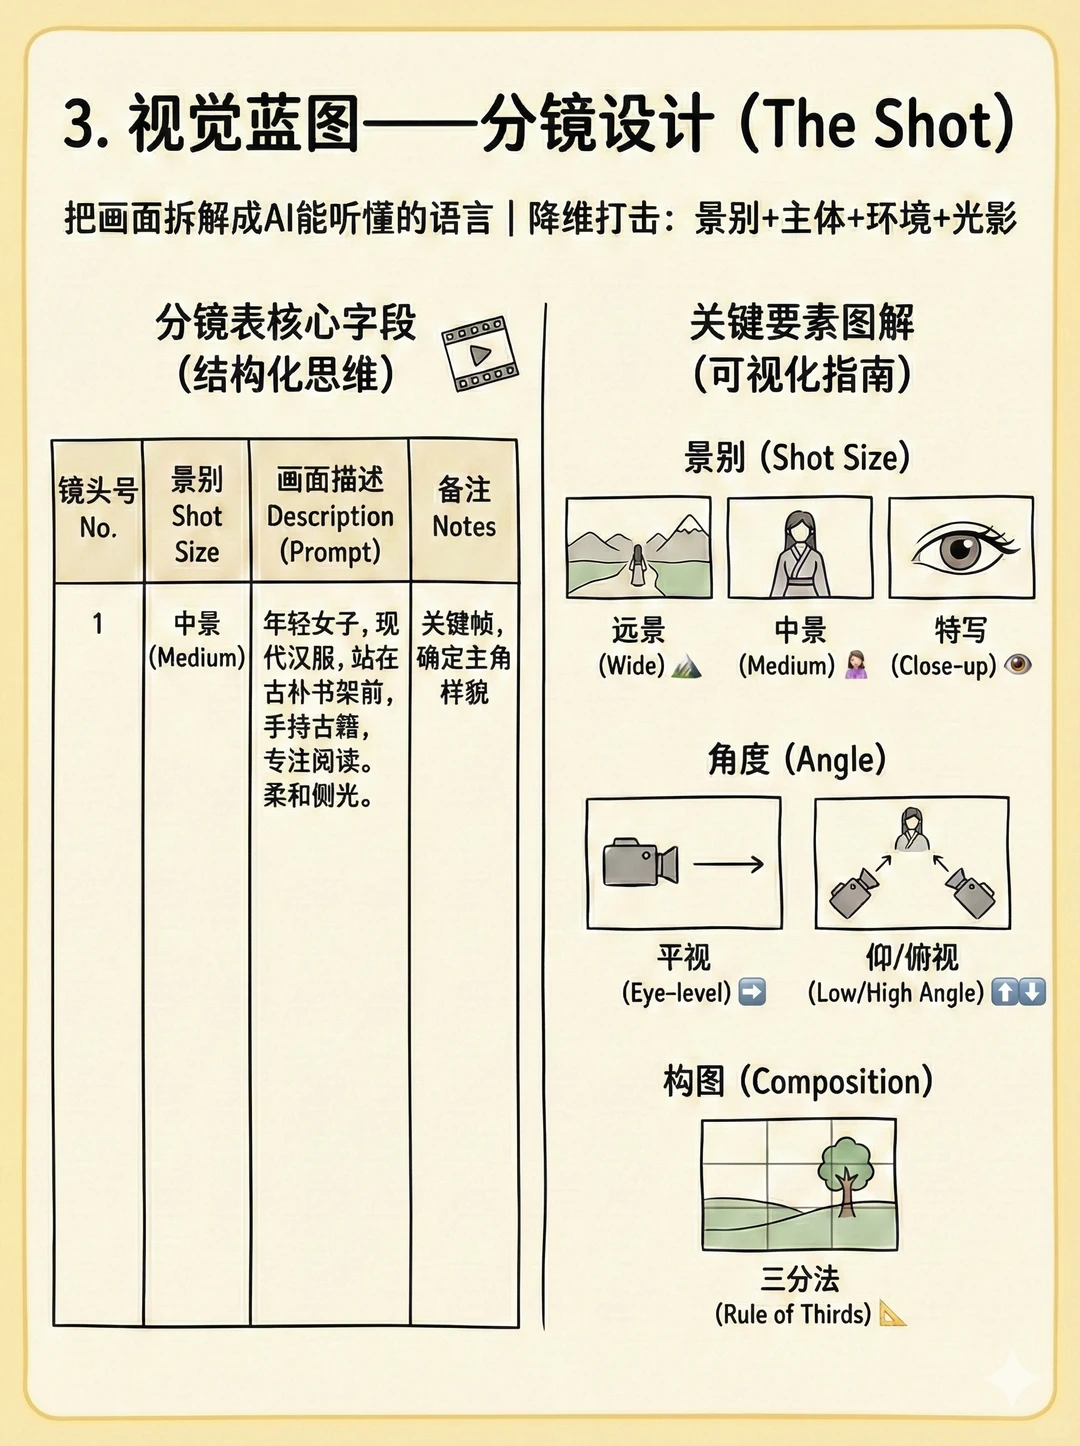 3. 视觉蓝图——分镜设计（The Shot）
把画面拆解成AI能听懂的语言 | 降维打击：景别+主体+环境+光影
分镜表核心字段
（结构化思维）
镜头号
No.
景别
Shot
Size
画面描述
Description
(Prompt)
备注
Notes
1
中景
(Medium)
年轻女子，现
代汉服，站在
古朴书架前，
手持古籍，
专注阅读。
柔和侧光。
关键帧，
确定主角
样貌
关键要素图解
（可视化指南）
景别（Shot Size）
远景
(Wide)
中景
(Medium)
特写
(Close-up)
角度（Angle）
平视
(Eye-level)
仰/俯视
(Low/High Angle)
构图（Composition）
三分法
(Rule of Thirds)